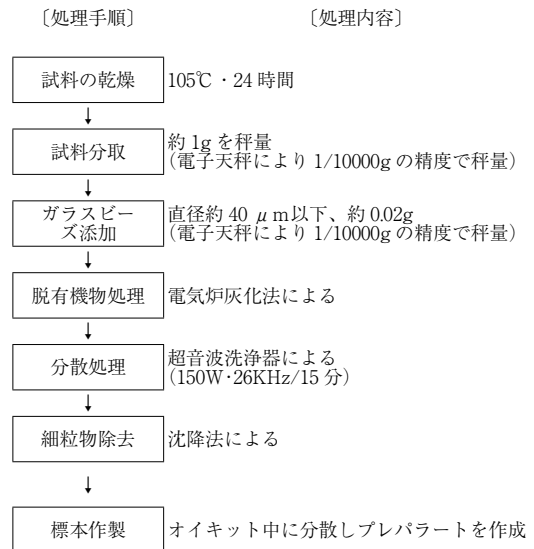 〔処理手順〕 〔処理内容〕
試料の乾燥 105℃・24時間
試料分取 約1gを秤量
(電子天秤により1/10000gの精度で秤量)
ガラスビー 直径約40 μm以下、約0.02g
ズ添加 (電子天秤により1/10000gの精度で秤量)
脱有機物処理 電気炉灰化法による
分散処理 超音波洗浄器による
(150W・26KHz/15分)
細粒物除去 沈降法による
標本作製 オイキット中に分散しプレパラートを作成